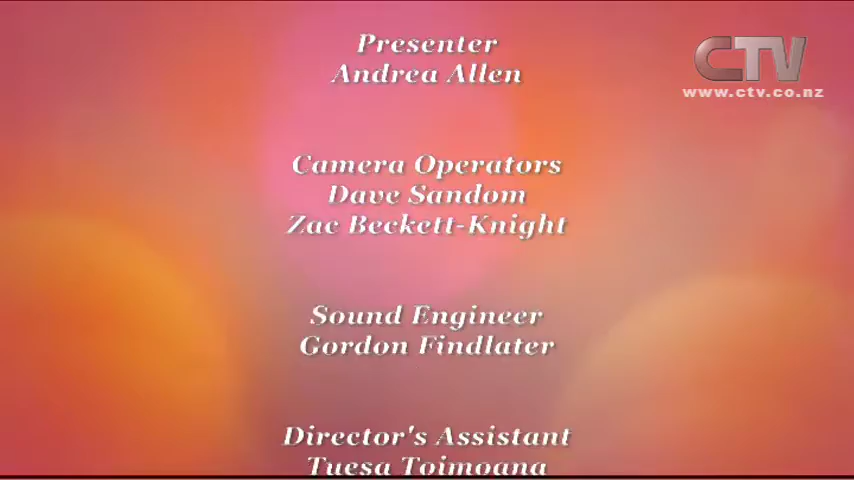 Presenter
Andrea Allen
CTV
www.ctv.co.nz
Camera Operators
Dave Sandom
Zac Beckett-Knight
Sound Engineer
Gordon Findlater
Director's Assistant
Tuesa Toimoana